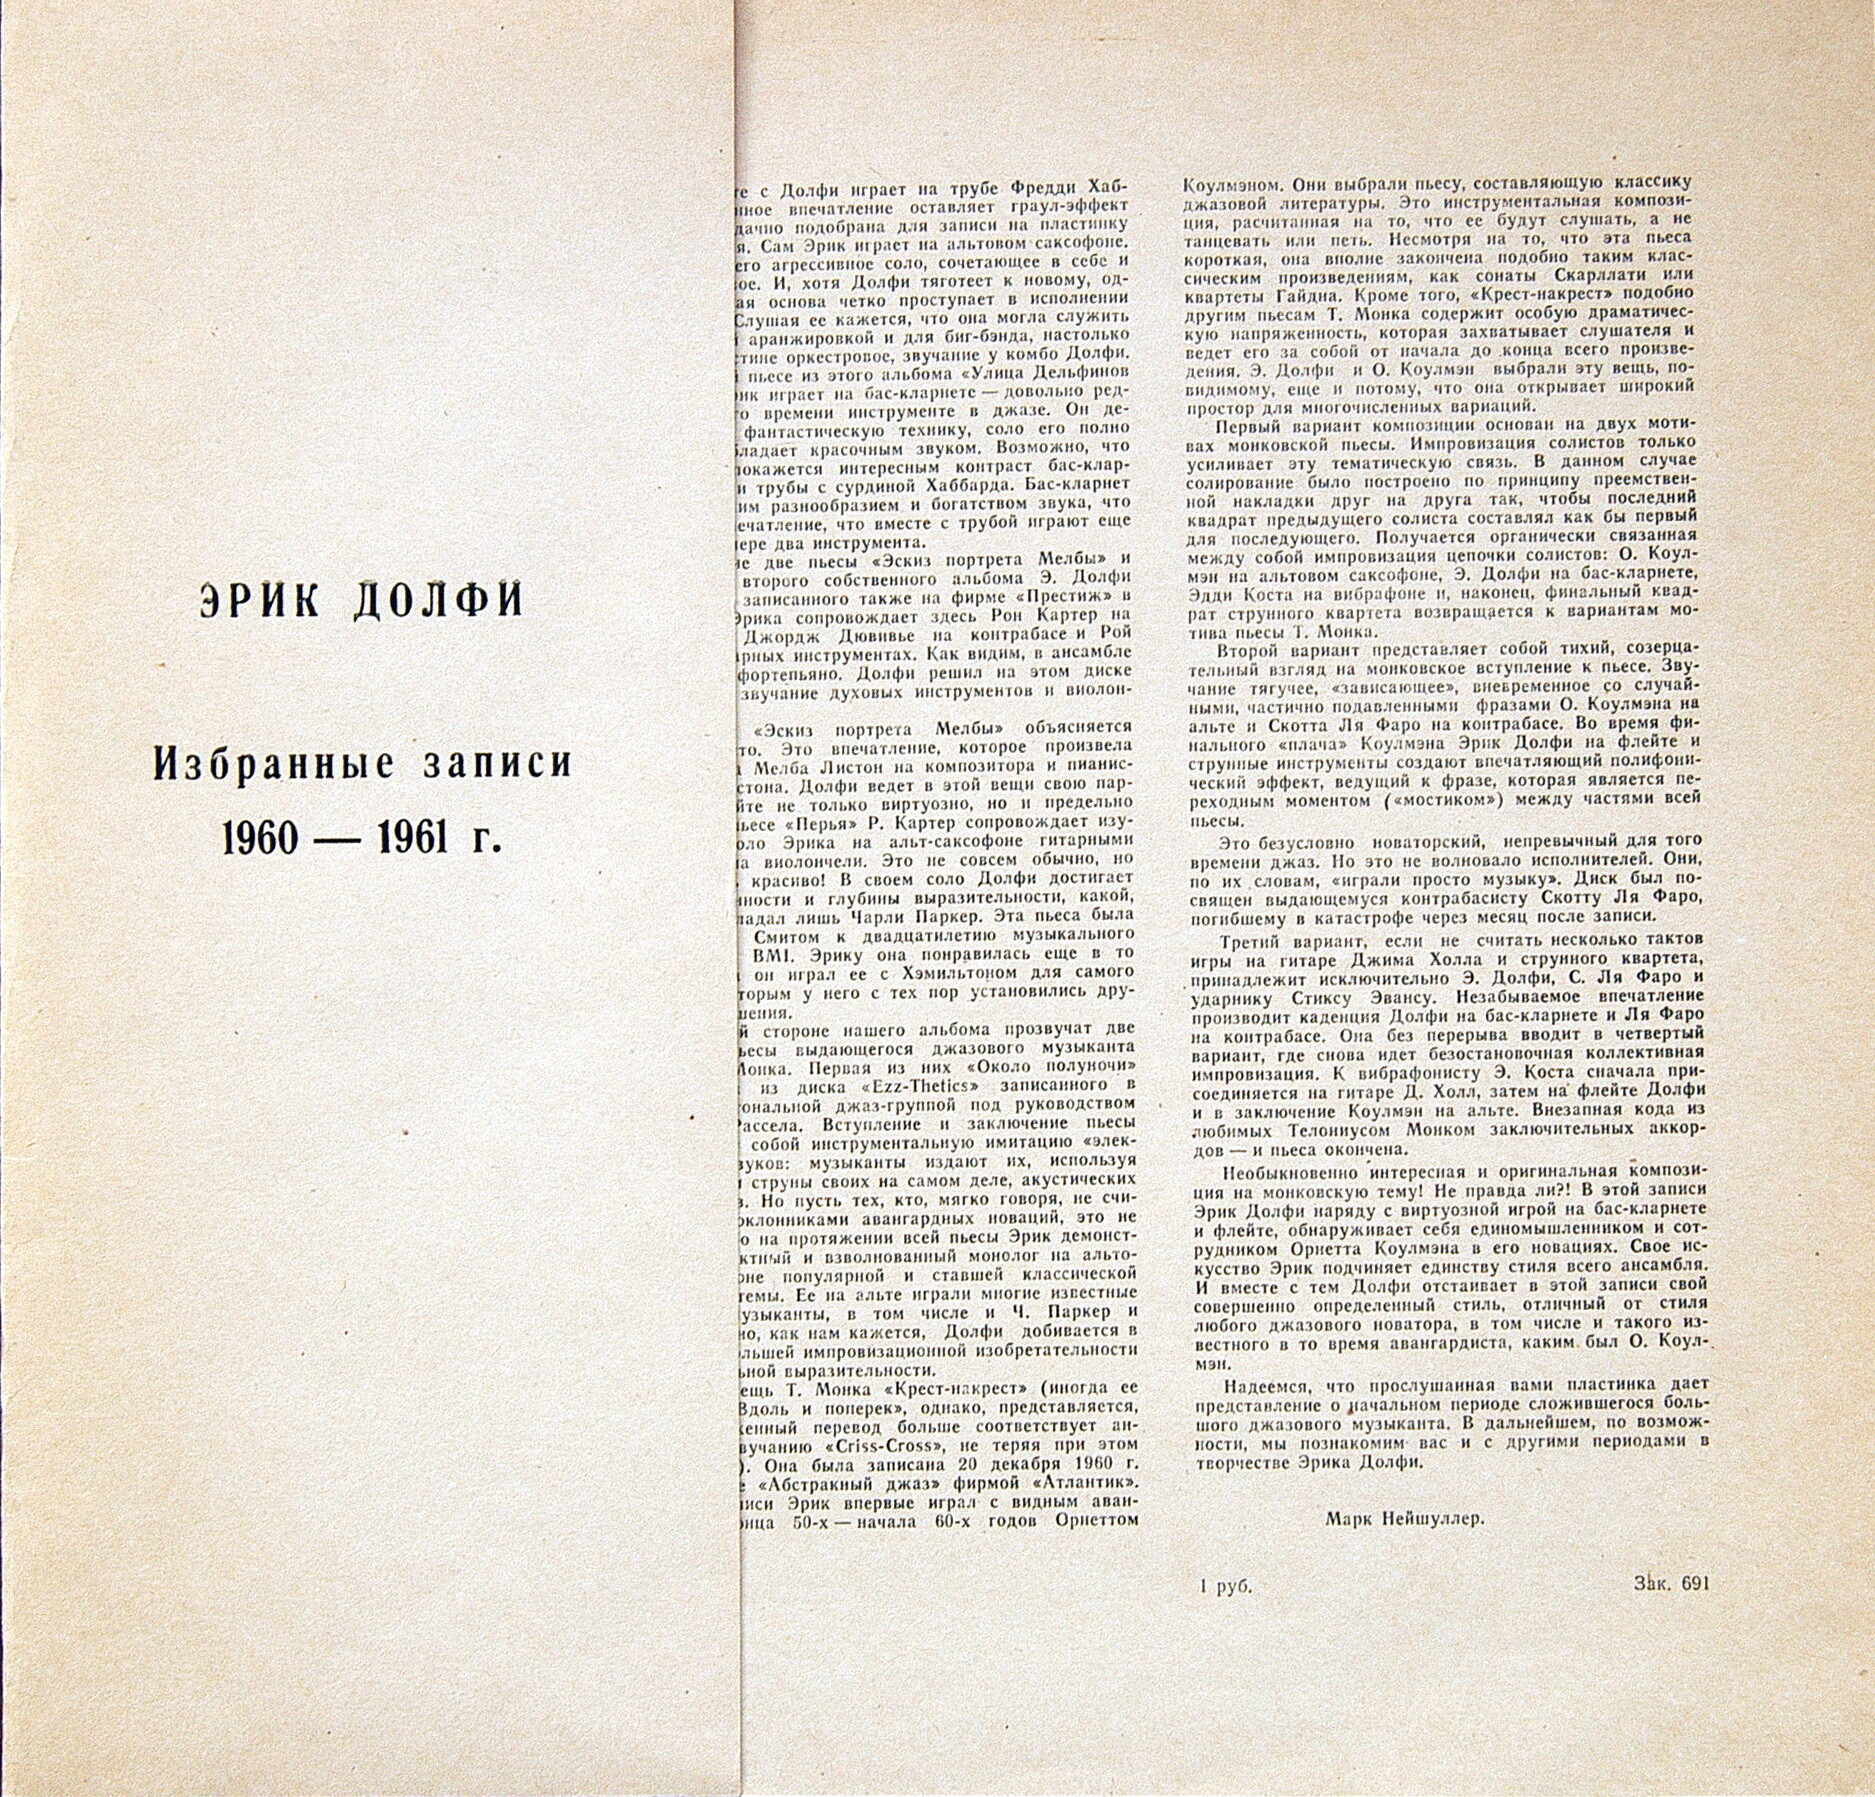 ЭРИК ДОЛФИ
Избранные записи
1960 — 1961 г.
с Долфи играет на трубе Фредди Хаб-
впечатление оставляет граул-эффект
подобрана для записи на пластинку
Сам Эрик играет на альтовом саксофоне.
агрессивное соло, сочетающее в себе и
И, хотя Долфи тяготеет к новому, од-
основа четко проступает в исполнении
Слушая ее кажется, что она могла служить
аранжировкой и для биг-бэнда, настолько
оркестровое, звучание у комбо Долфи.
пьесе из этого альбома «Улица Дельфинов
играет на бас-кларнете — довольно ред-
времени инструменте в джазе. Он де-
фантастическую технику, соло его полно
красочным звуком. Возможно, что
покажется интересным контраст бас-клар-
и трубы с сурдиной Хаббарда. Бас-кларнет
разнообразием и богатством звука, что
что вместе с трубой играют еще
два инструмента.
две пьесы «Эскиз портрета Мелбы» и
второго собственного альбома Э. Долфи
записанного также на фирме «Престиж» в
Эрика сопровождает здесь Рон Картер на
Джордж Дювивье на контрабасе и Рой
инструментах. Как видим, в ансамбле
фортепьяно. Долфи решил на этом диске
звучание духовых инструментов и виолон-
«Эскиз портрета Мелбы» объясняется
Это впечатление, которое произвела
Мелба Листон на композитора и пианис-
Долфи ведет в этой вещи свою пар-
не только виртуозно, но и предельно
«Перья» Р. Картер сопровождает изу-
Эрика на альт-саксофоне гитарными
виолончели. Это не совсем обычно, но
красиво! В своем соло Долфи достигает
и глубины выразительности, какой,
лишь Чарли Паркер. Эта пьеса была
Смитом к двадцатилетию музыкального
BMI. Эрику она понравилась еще в то
он играл ее с Хэмильтоном для самого
у него с тех пор установились дру-
стороне нашего альбома прозвучат две
выдающегося джазового музыканта
Первая из них «Около полуночи»
из диска «Ezz-Thetics» записанного в
джаз-группой под руководством
Вступление и заключение пьесы
собой инструментальную имитацию «элек-
музыканты издают их, используя
струны своих на самом деле, акустических
Но пусть тех, кто, мягко говоря, не счи-
авангардных новаций, это не
на протяжении всей пьесы Эрик демонст-
и взволнованный монолог на альто-
популярной и ставшей классической
Ее на альте играли многие известные
в том числе и Ч. Паркер и
но, как нам кажется, Долфи добивается в
импровизационной изобретательности
выразительности.
Т. Монка «Крест-накрест» (иногда ее
Вдоль и поперек», однако, представляется,
перевод больше соответствует ан-
«Criss-Cross», не теряя при этом
). Она была записана 20 декабря 1960 г.
«Абстракный джаз» фирмой «Атлантик».
Эрик впервые играл с видным аван-
50-х — начала 60-х годов Орнеттом
Коулмэном. Они выбрали пьесу, составляющую классику
джазовой литературы. Это инструментальная компози-
ция, расчитанная на то, что ее будут слушать, а не
танцевать или петь. Несмотря на то, что эта пьеса
короткая, она вполне закончена подобно таким клас-
сическим произведениям, как сонаты Скарллати или
квартеты Гайдна. Кроме того, «Крест-накрест» подобно
другим пьесам Т. Монка содержит особую драматичес-
кую напряженность, которая захватывает слушателя и
ведет его за собой от начала до конца всего произве-
дения. Э. Долфи и О. Коулмэн выбрали эту вещь, по-
видимому, еще и потому, что она открывает широкий
простор для многочисленных вариаций.
Первый вариант композиции основан на двух моти-
вах монковской пьесы. Импровизация солистов только
усиливает эту тематическую связь. В данном случае
солирование было построено по принципу преемствен-
ной накладки друг на друга так, чтобы последний
квадрат предыдущего солиста составлял как бы первый
для последующего. Получается органически связанная
между собой импровизация цепочки солистов: О. Коул-
мэн на альтовом саксофоне, Э. Долфи на бас-кларнете,
Эдди Коста на вибрафоне и, наконец, финальный квад-
рат струнного квартета возвращается к вариантам мо-
тива пьесы Т. Монка.
Второй вариант представляет собой тихий, созерца-
тельный взгляд на монковское вступление к пьесе. Зву-
чание тягучее, «зависающее», вневременное со случай-
ными, частично подавленными фразами О. Коулмэна на
альте и Скотта Ля Фаро на контрабасе. Во время фи-
нального «плача» Коулмэна Эрик Долфи на флейте и
струнные инструменты создают впечатляющий полифони-
ческий эффект, ведущий к фразе, которая является пе-
реходным моментом («мостиком») между частями всей
пьесы.
Это безусловно новаторский, непревычный для того
времени джаз. Но это не волновало исполнителей. Они,
по их словам, «играли просто музыку». Диск был по-
священ выдающемуся контрабасисту Скотту Ля Фаро,
погибшему в катастрофе через месяц после записи.
Третий вариант, если не считать несколько тактов
игры на гитаре Джима Холла и струнного квартета,
принадлежит исключительно Э. Долфи, С. Ля Фаро и
ударнику Стиксу Эвансу. Незабываемое впечатление
производит каденция Долфи на бас-кларнете и Ля Фаро
на контрабасе. Она без перерыва вводит в четвертый
вариант, где снова идет безостановочная коллективная
импровизация. К вибрафонисту Э. Коста сначала при-
соединяется на гитаре Д. Холл, затем на флейте Долфи
и в заключение Коулмэн на альте. Внезапная кода из
любимых Телониусом Монком заключительных аккор-
дов — и пьеса окончена.
Необыкновенно интересная и оригинальная компози-
ция на монковскую тему! Не правда ли?! В этой записи
Эрик Долфи наряду с виртуозной игрой на бас-кларнете
и флейте, обнаруживает себя единомышленником и сот-
рудником Орнетта Коулмэна в его новациях. Свое ис-
кусство Эрик подчиняет единству стиля всего ансамбля.
И вместе с тем Долфи отстаивает в этой записи свой
совершенно определенный стиль, отличный от стиля
любого джазового новатора, в том числе и такого из-
вестного в то время авангардиста, каким был О. Коул-
мэн.
Надеемся, что прослушанная вами пластинка дает
представление о начальном периоде сложившегося боль-
шого джазового музыканта. В дальнейшем, по возмож-
ности, мы познакомим вас и с другими периодами в
творчестве Эрика Долфи.
Марк Нейшуллер.
1 руб.
Зак. 691